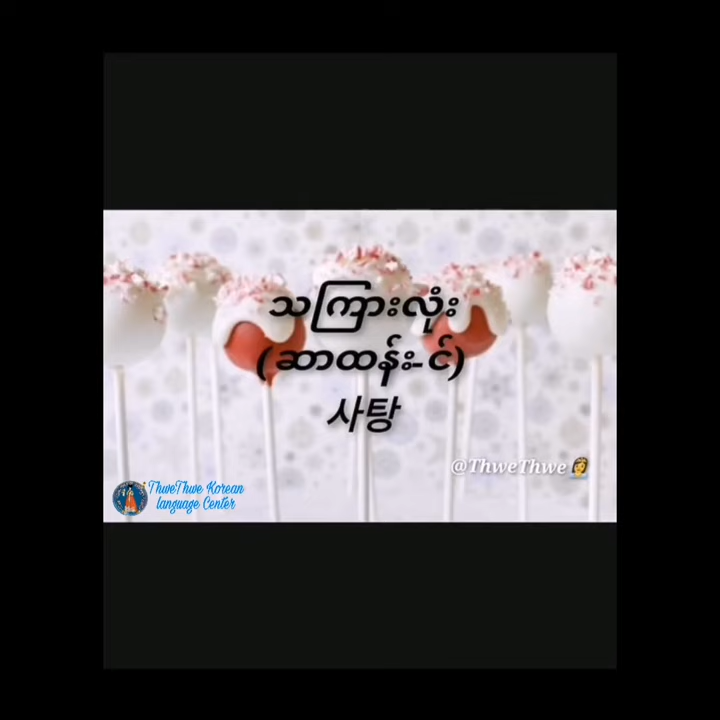 သကြားလုံး
(ဆာထန်း-င်)
사탕
@ThweThwe
ThweThwe Korean
language Center